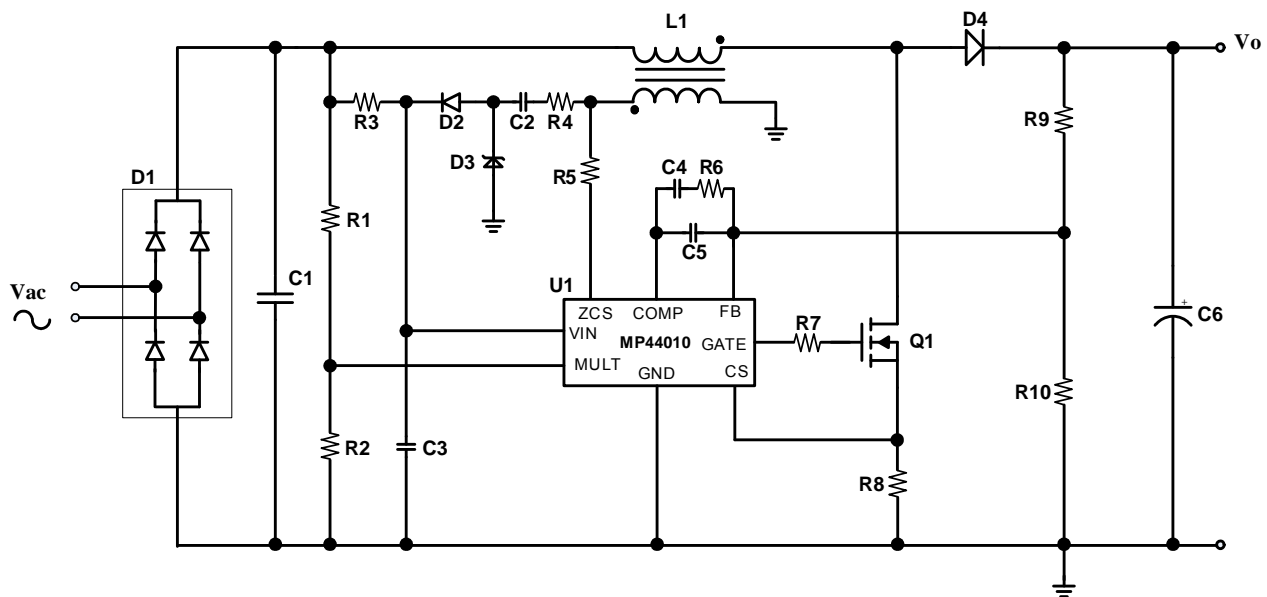 L1
D4
Vo
R3
D2
C2
R4
R9
D3
R5
C4
R6
D1
R1
C5
C1
U1
Vac
ZCS
COMP
FB
R7
+
C6
VIN
MP44010
GATE
Q1
MULT
GND
CS
R10
R2
C3
R8